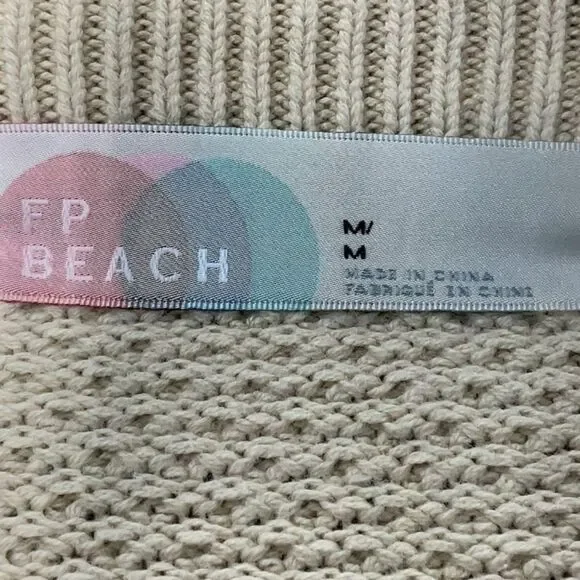 FP
BEACH
M/
M
MADE IN CHINA
FABRIQUÉ EN CHINE